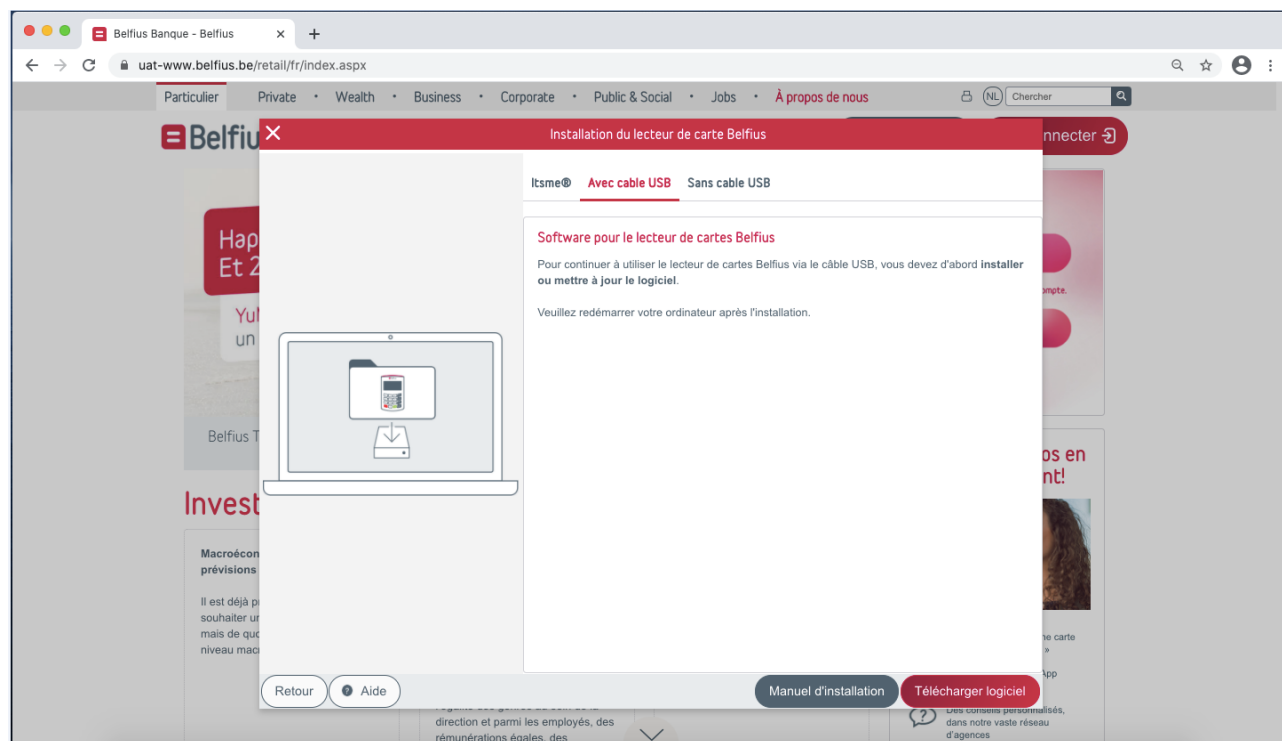 Belfius Banque - Belfius
uat-www.belfius.be/retail/fr/index.aspx
Particulier Private • Wealth • Business • Corporate • Public & Social • Jobs • À propos de nous NL Chercher
Belfiu
Installation du lecteur de carte Belfius
nnecter
Itsme® Avec cable USB Sans cable USB
Software pour le lecteur de cartes Belfius
Pour continuer à utiliser le lecteur de cartes Belfius via le câble USB, vous devez d'abord installer
ou mettre à jour le logiciel.
Veuillez redémarrer votre ordinateur après l'installation.
Hap
Et 2
Yu
un
Belfius T
mpte.
os en
nt!
Invest
Macroécon
prévisions
Il est déjà p
souhaiter un
mais de quo
niveau macr
ne carte
»
App
Retour
Aide
Manuel d'installation
Télécharger logiciel
direction et parmi les employés, des
rémunérations égales, des
Des conseils personnalisés,
dans notre vaste réseau
d'agences